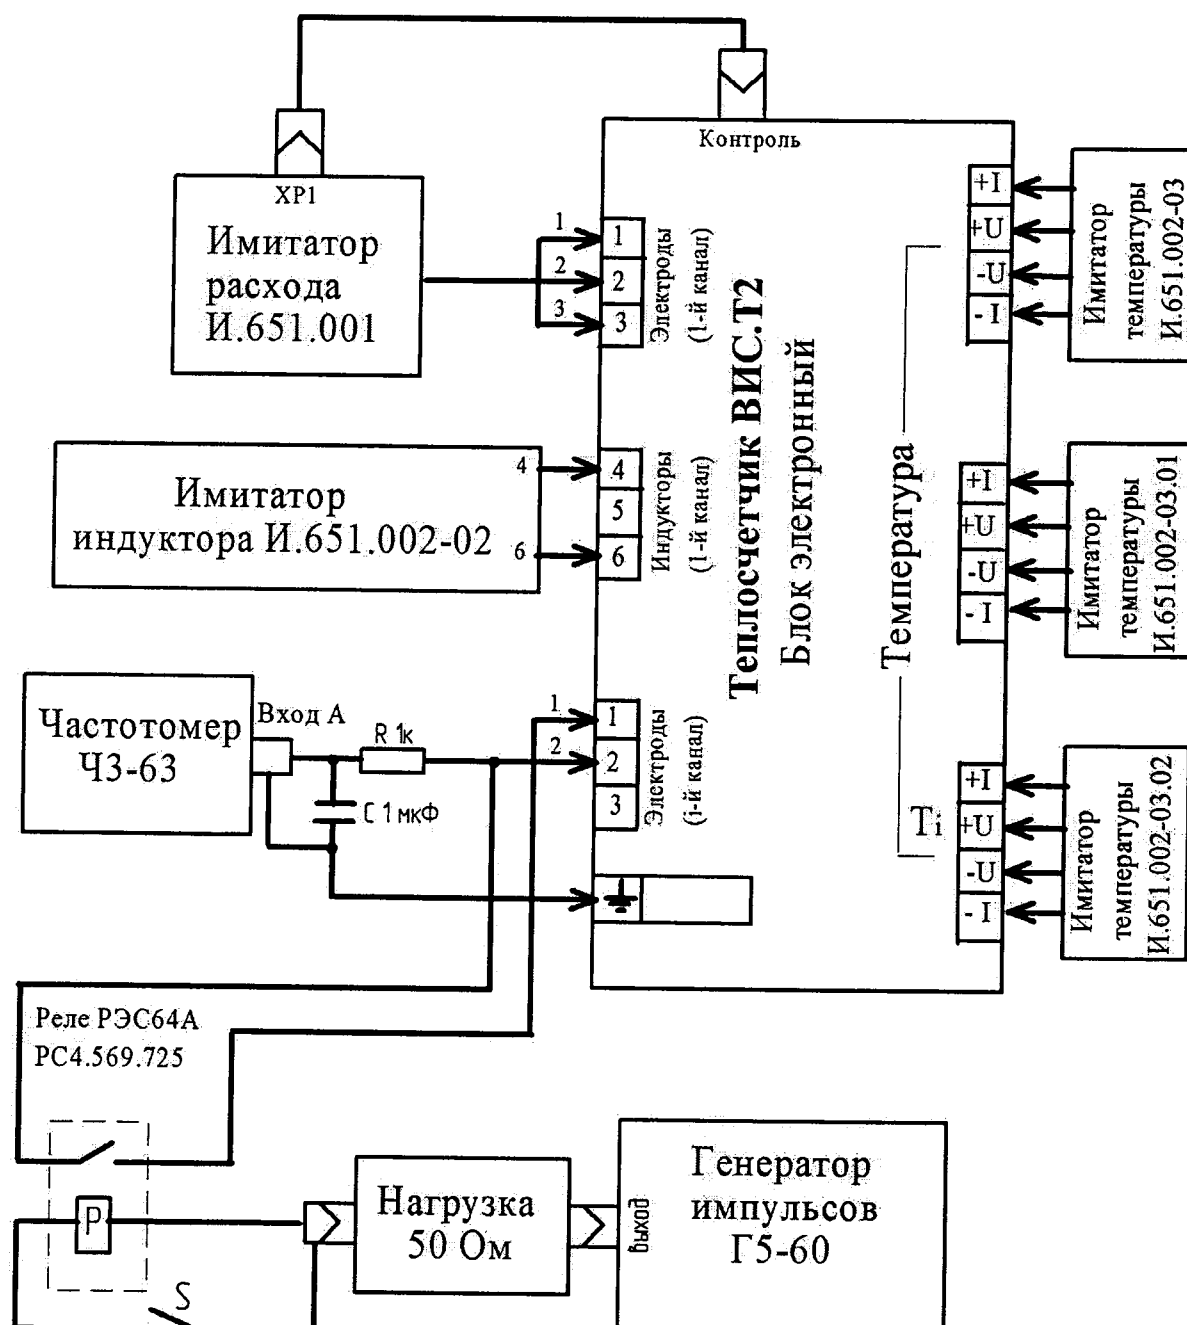 Контроль
XP1
Имитатор
расхода
И.651.001
1
2
3
1
2
3
Электроды
(1-й канал)
Теплосчетчик ВИС.Т2
Блок электронный
Температура
Ti
+I
+U
-U
- I
Имитатор
температуры
И.651.002-03
Имитатор
индуктора И.651.002-02
4
6
4
5
6
Индукторы
(1-й канал)
+I
+U
-U
- I
Имитатор
температуры
И.651.002-03.01
Частотомер
Ч3-63
Вход А
R 1к
C 1 мкФ
1
2
1
2
3
Электроды
(i-й канал)
+I
+U
-U
- I
Имитатор
температуры
И.651.002-03.02
Реле РЭС64А
РС4.569.725
P
S
Нагрузка
50 Ом
выход
Генератор
импульсов
Г5-60